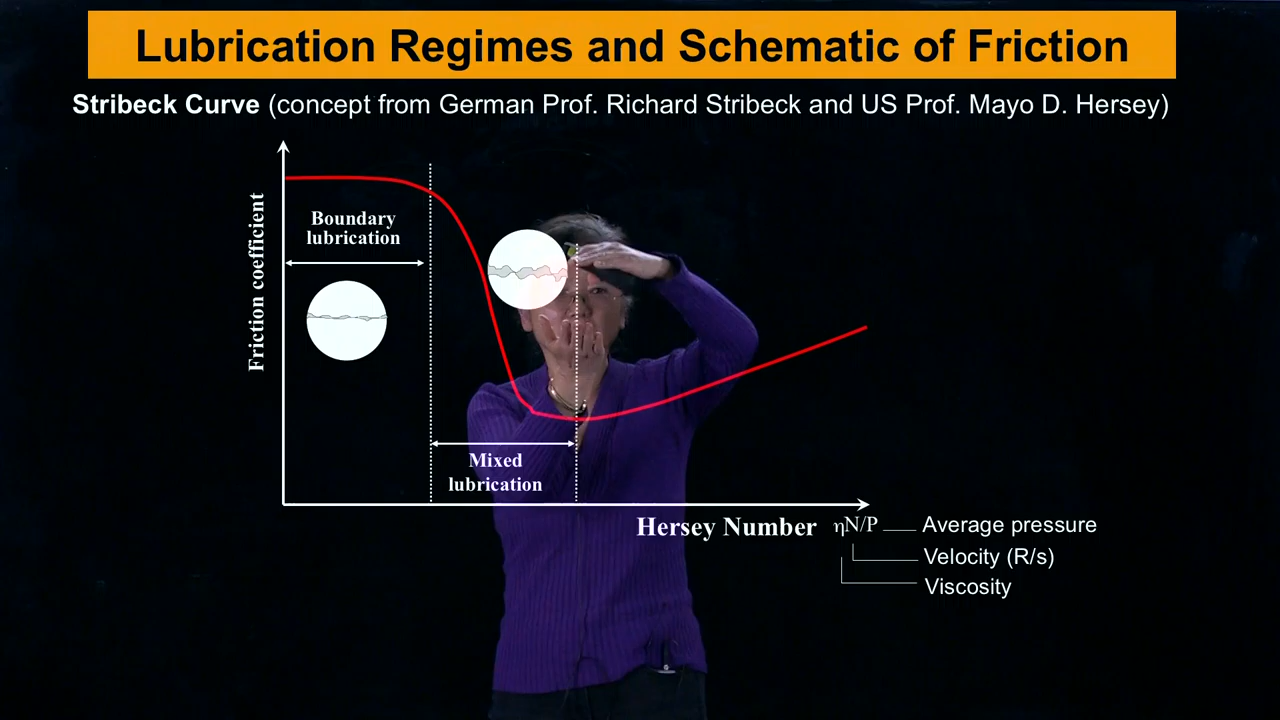 Lubrication Regimes and Schematic of Friction
Stribeck Curve (concept from German Prof. Richard Stribeck and US Prof. Mayo D. Hersey)
Friction coefficient
Boundary
lubrication
Mixed
lubrication
Hersey Number ηN/P
Average pressure
Velocity (R/s)
Viscosity